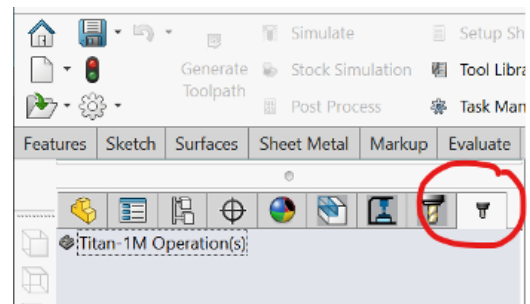 Simulate
Setup Sh
Generate
Toolpath
Stock Simulation
Tool Libra
Post Process
Task Man
Features
Sketch
Surfaces
Sheet Metal
Markup
Evaluate
Titan-1M Operation(s)